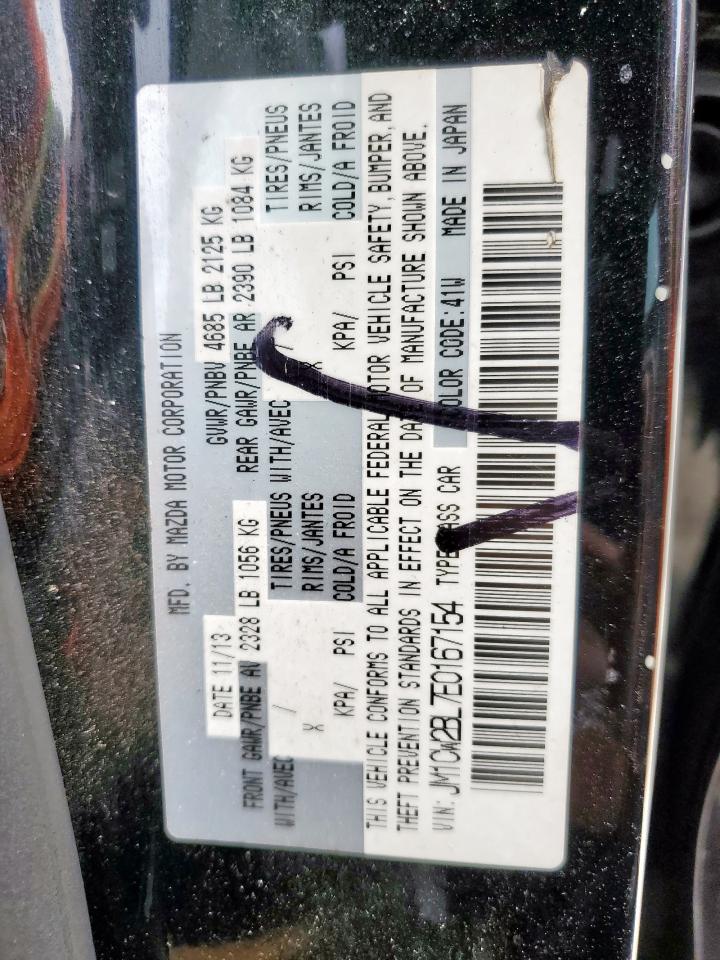 MFD. BY MAZDA MOTOR CORPORATION
DATE 11/13 GVWR/PNBV 4685 LB 2125 KG
FRONT GAWR/PNBE AV 2328 LB 1056 KG REAR GAWR/PNBE AR 2390 LB 1084 KG
WITH/AVEC / TIRES/PNEUS WITH/AVEC / TIRES/PNEUS
X RIMS/JANTES X RIMS/JANTES
KPA/ PSI COLD/A FROID KPA/ PSI COLD/A FROID
THIS VEHICLE CONFORMS TO ALL APPLICABLE FEDERAL MOTOR VEHICLE SAFETY, BUMPER, AND
THEFT PREVENTION STANDARDS IN EFFECT ON THE DATE OF MANUFACTURE SHOWN ABOVE.
VIN: JM1CW2BL7E0167154 TYPE: CAR COLOR CODE:41W MADE IN JAPAN